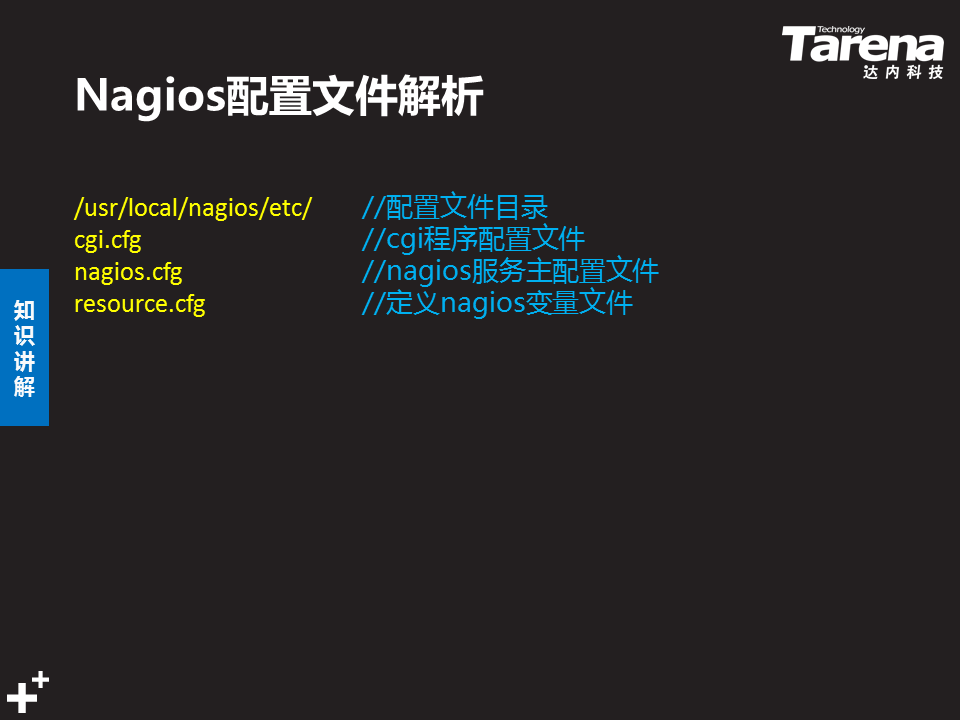 Technology
Tarena
达内科技
Nagios配置文件解析
/usr/local/nagios/etc/ //配置文件目录
cgi.cfg //cgi程序配置文件
nagios.cfg //nagios服务主配置文件
resource.cfg //定义nagios变量文件
知识讲解